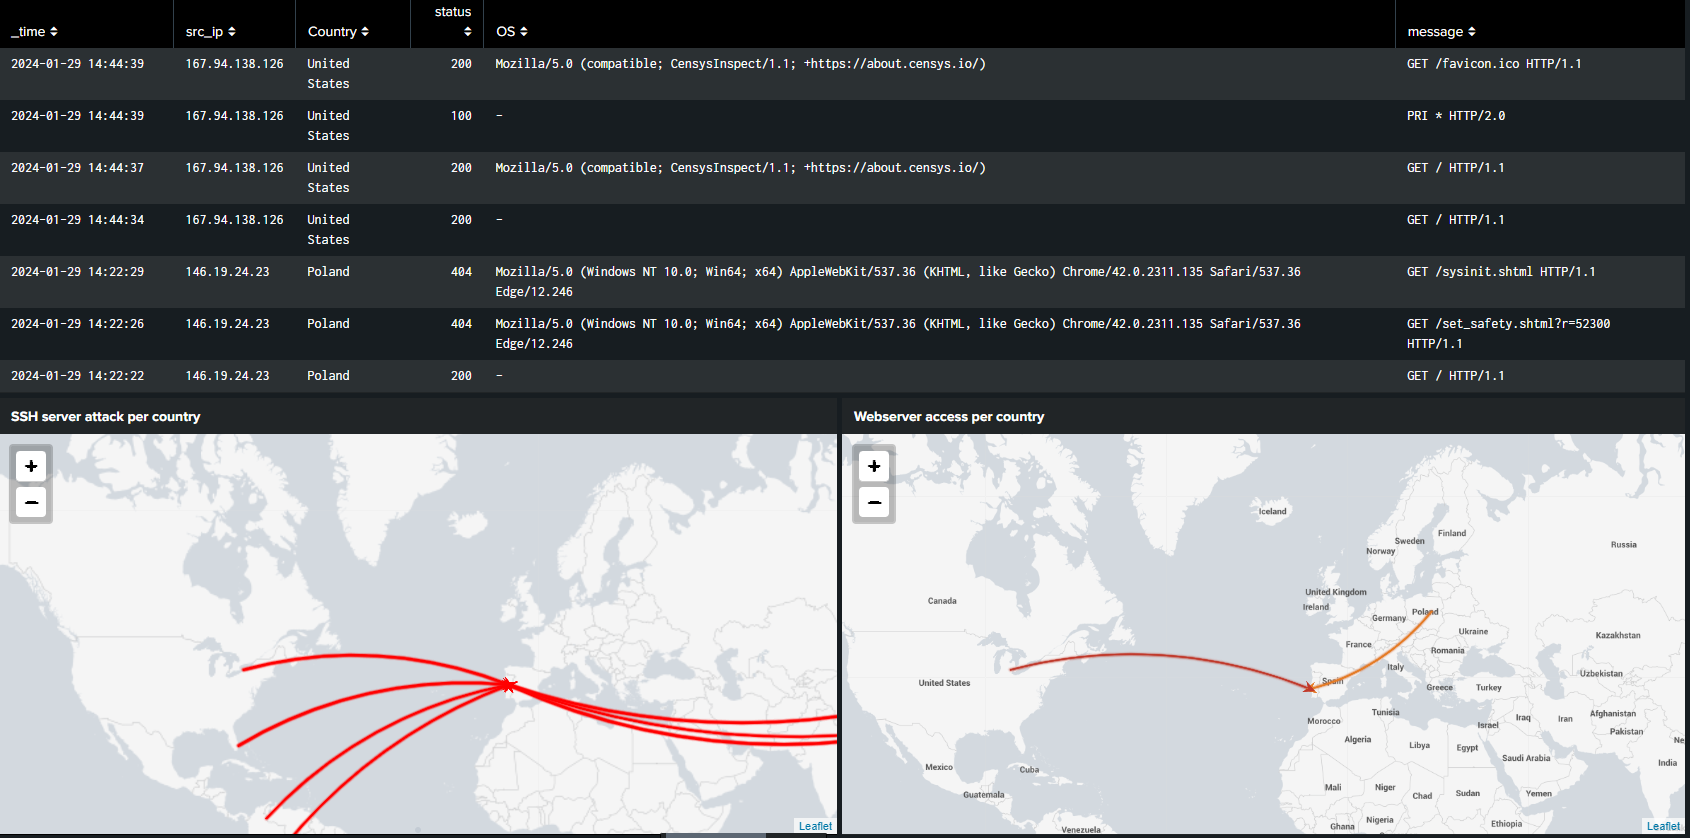 _time src_ip Country status OS message
2024-01-29 14:44:39 167.94.138.126 United States 200 Mozilla/5.0 (compatible; CensysInspect/1.1; +https://about.censys.io/) GET /favicon.ico HTTP/1.1
2024-01-29 14:44:39 167.94.138.126 United States 100 - PRI * HTTP/2.0
2024-01-29 14:44:37 167.94.138.126 United States 200 Mozilla/5.0 (compatible; CensysInspect/1.1; +https://about.censys.io/) GET / HTTP/1.1
2024-01-29 14:44:34 167.94.138.126 United States 200 - GET / HTTP/1.1
2024-01-29 14:22:29 146.19.24.23 Poland 404 Mozilla/5.0 (Windows NT 10.0; Win64; x64) AppleWebKit/537.36 (KHTML, like Gecko) Chrome/42.0.2311.135 Safari/537.36 GET /sysinit.shtml HTTP/1.1
Edge/12.246
2024-01-29 14:22:26 146.19.24.23 Poland 404 Mozilla/5.0 (Windows NT 10.0; Win64; x64) AppleWebKit/537.36 (KHTML, like Gecko) Chrome/42.0.2311.135 Safari/537.36 GET /set_safety.shtml?r=52300
Edge/12.246 HTTP/1.1
2024-01-29 14:22:22 146.19.24.23 Poland 200 - GET / HTTP/1.1
SSH server attack per country
+
−
Leaflet
Webserver access per country
+
−
Iceland
Finland
Sweden
Norway
Russia
United Kingdom
Canada
Ireland
Poland
Germany
Ukraine
Kazakhstan
France
Romania
Italy
Uzbekistan
United States
Spain
Greece
Turkey
Tunisia
Afghanistan
Morocco
Israel
Iraq
Iran
Pakistan
Algeria
Ne
Libya
Egypt
Saudi Arabia
India
Mexico
Cuba
Mali
Niger
Chad
Sudan
Yemen
Guatemala
Nigeria
Ghana
Ethiopia
Venezuela
Leaflet